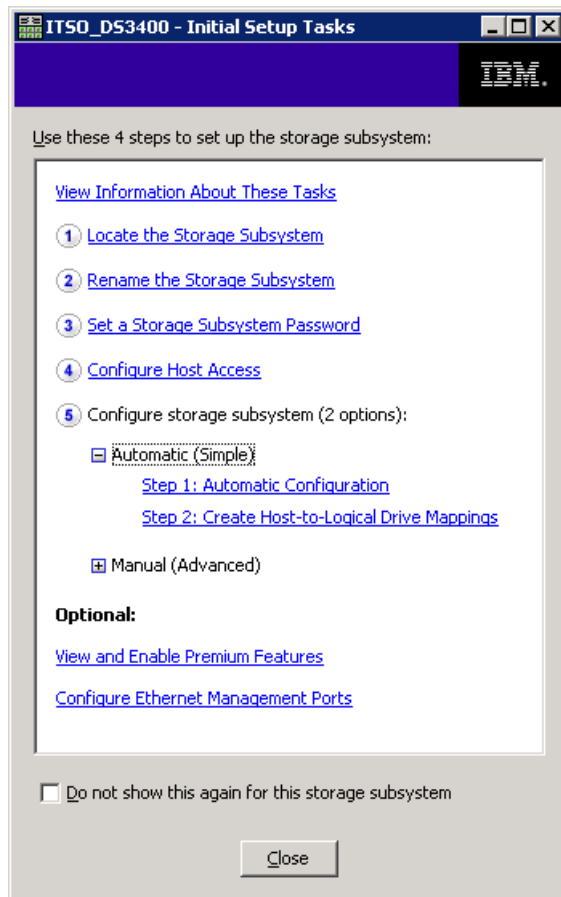 ITSO_DS3400 - Initial Setup Tasks
IBM.
Use these 4 steps to set up the storage subsystem:
View Information About These Tasks
1 Locate the Storage Subsystem
2 Rename the Storage Subsystem
3 Set a Storage Subsystem Password
4 Configure Host Access
5 Configure storage subsystem (2 options):
Automatic (Simple)
Step 1: Automatic Configuration
Step 2: Create Host-to-Logical Drive Mappings
Manual (Advanced)
Optional:
View and Enable Premium Features
Configure Ethernet Management Ports
Do not show this again for this storage subsystem
Close